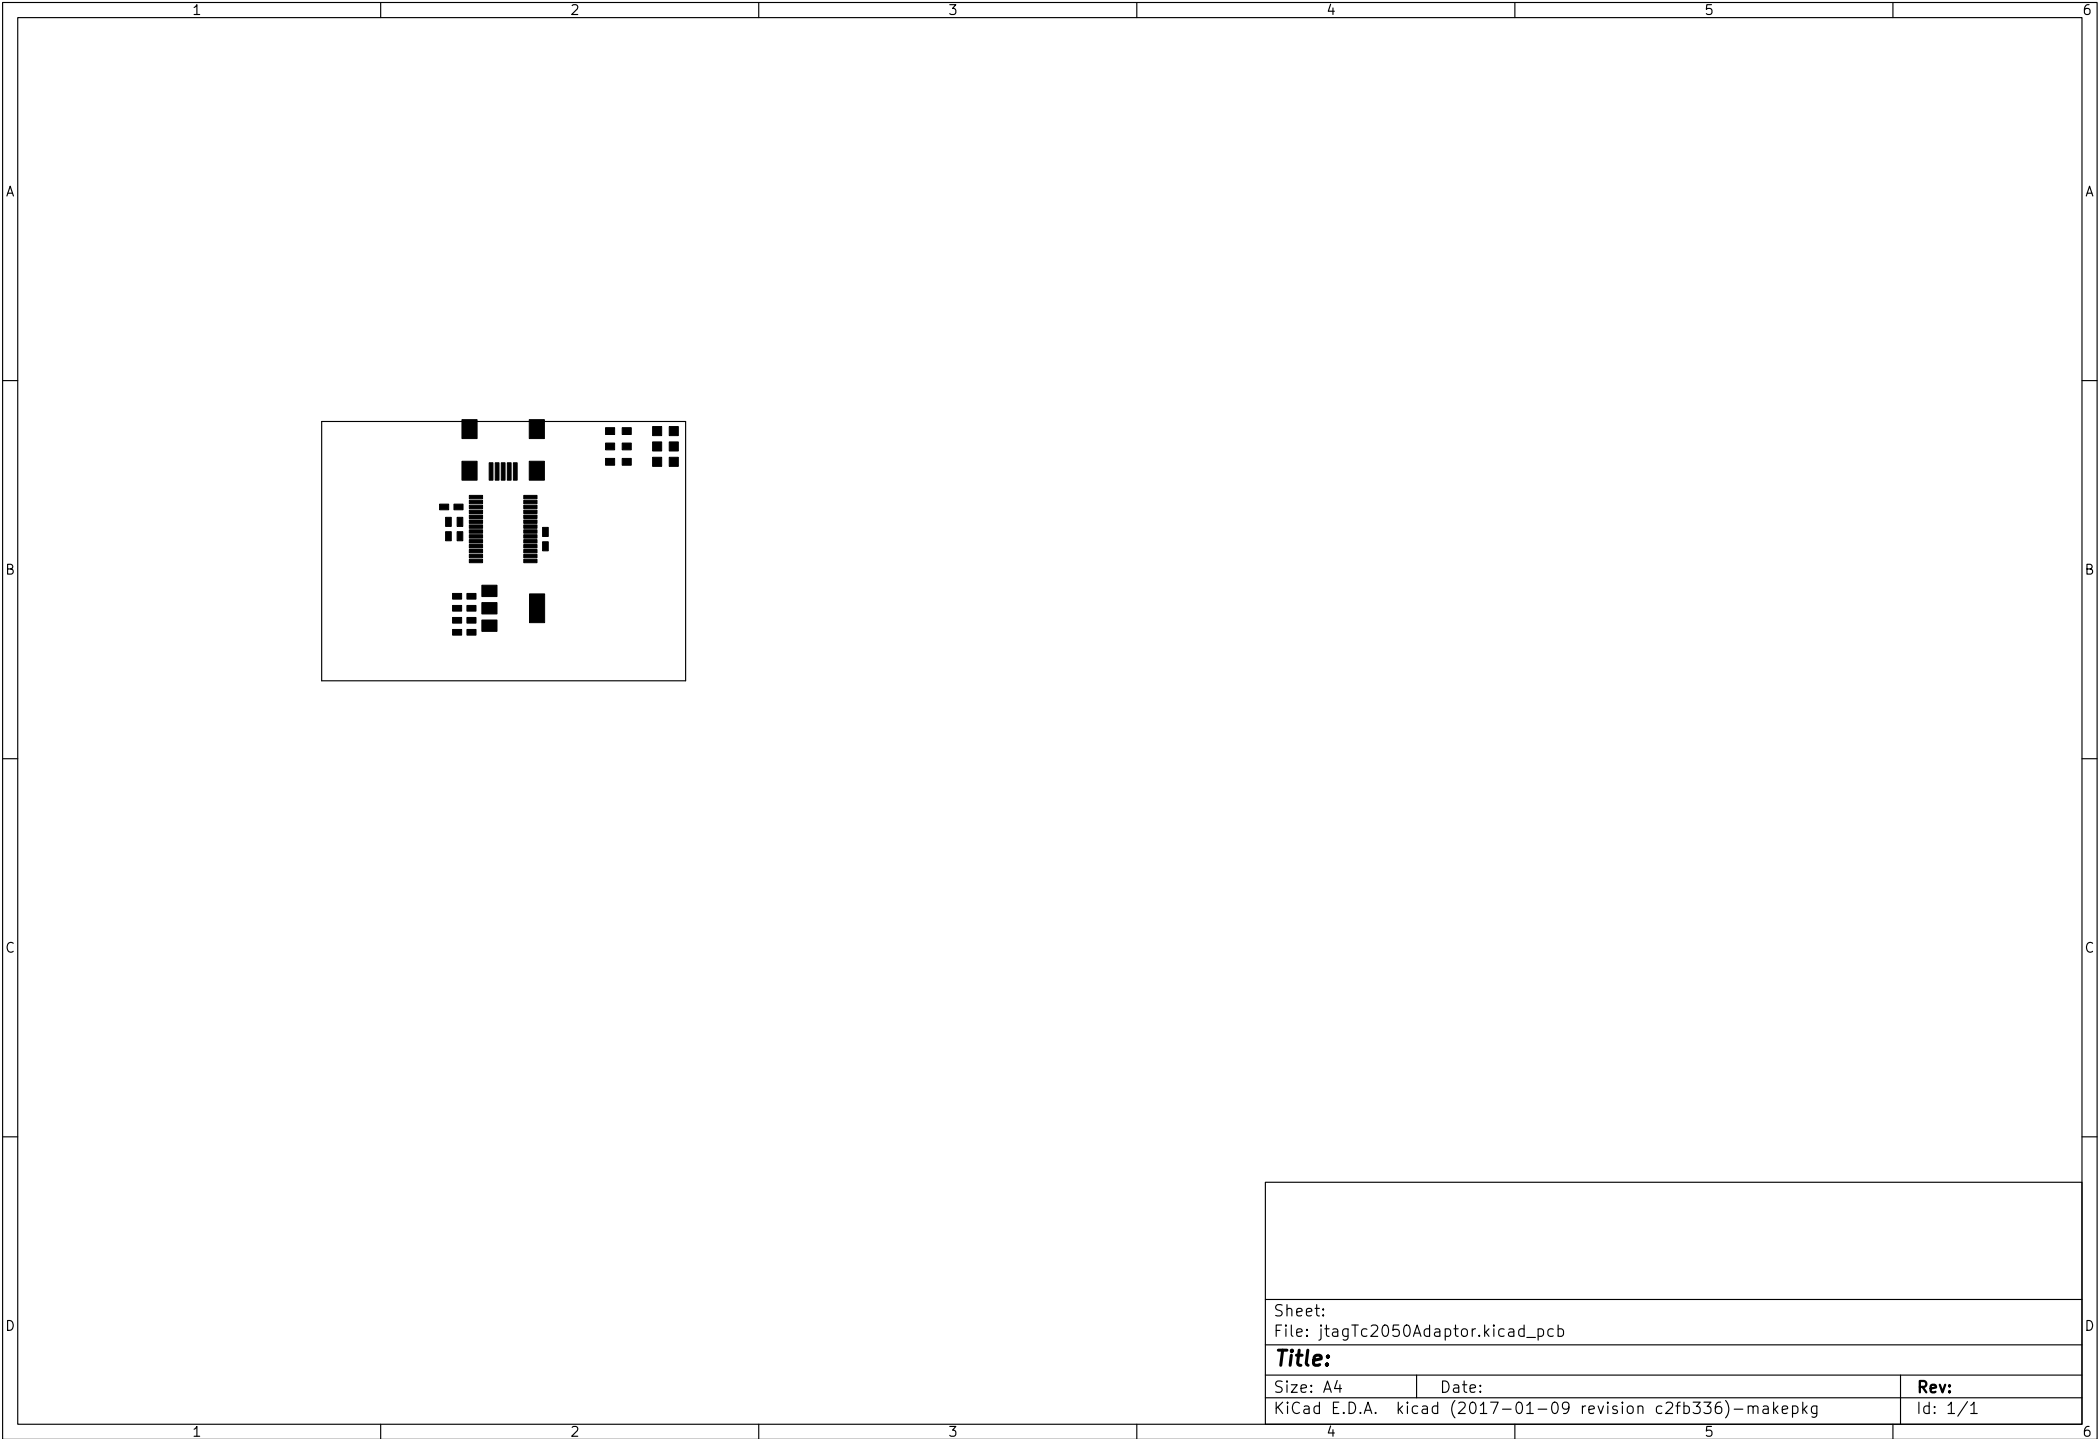 1 2 3 4 5 6
A A
B B
C C
Sheet:
File: jtagTc2050Adaptor.kicad_pcb
D D
Title:
Size: A4 Date: Rev:
KiCad E.D.A. kicad (2017-01-09 revision c2fb336)-makepkg Id: 1/1
1 2 3 4 5 6